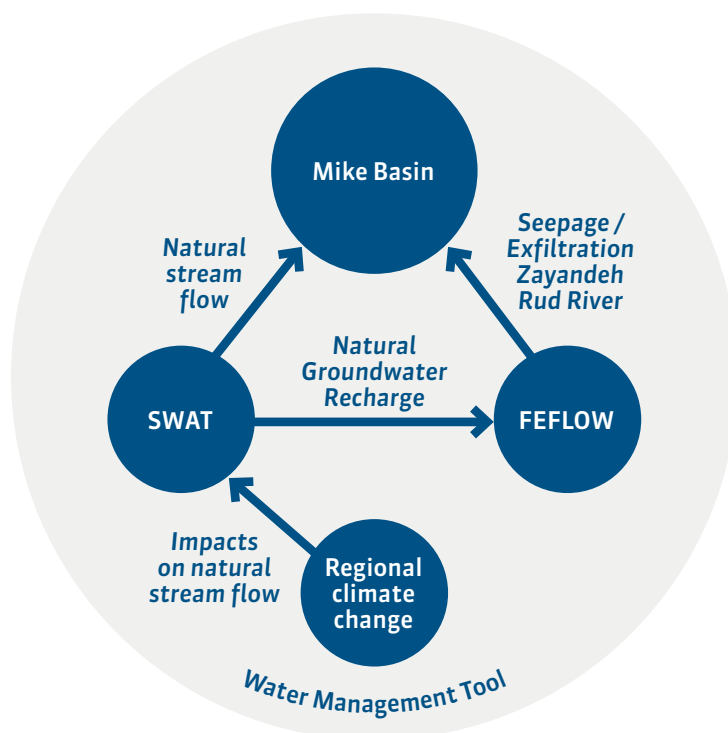 Mike Basin
Natural
stream
flow
Seepage /
Exfiltration
Zayandeh
Rud River
Natural
Groundwater
Recharge
SWAT
FEFLOW
Impacts
on natural
stream flow
Regional
climate
change
Water Management Tool